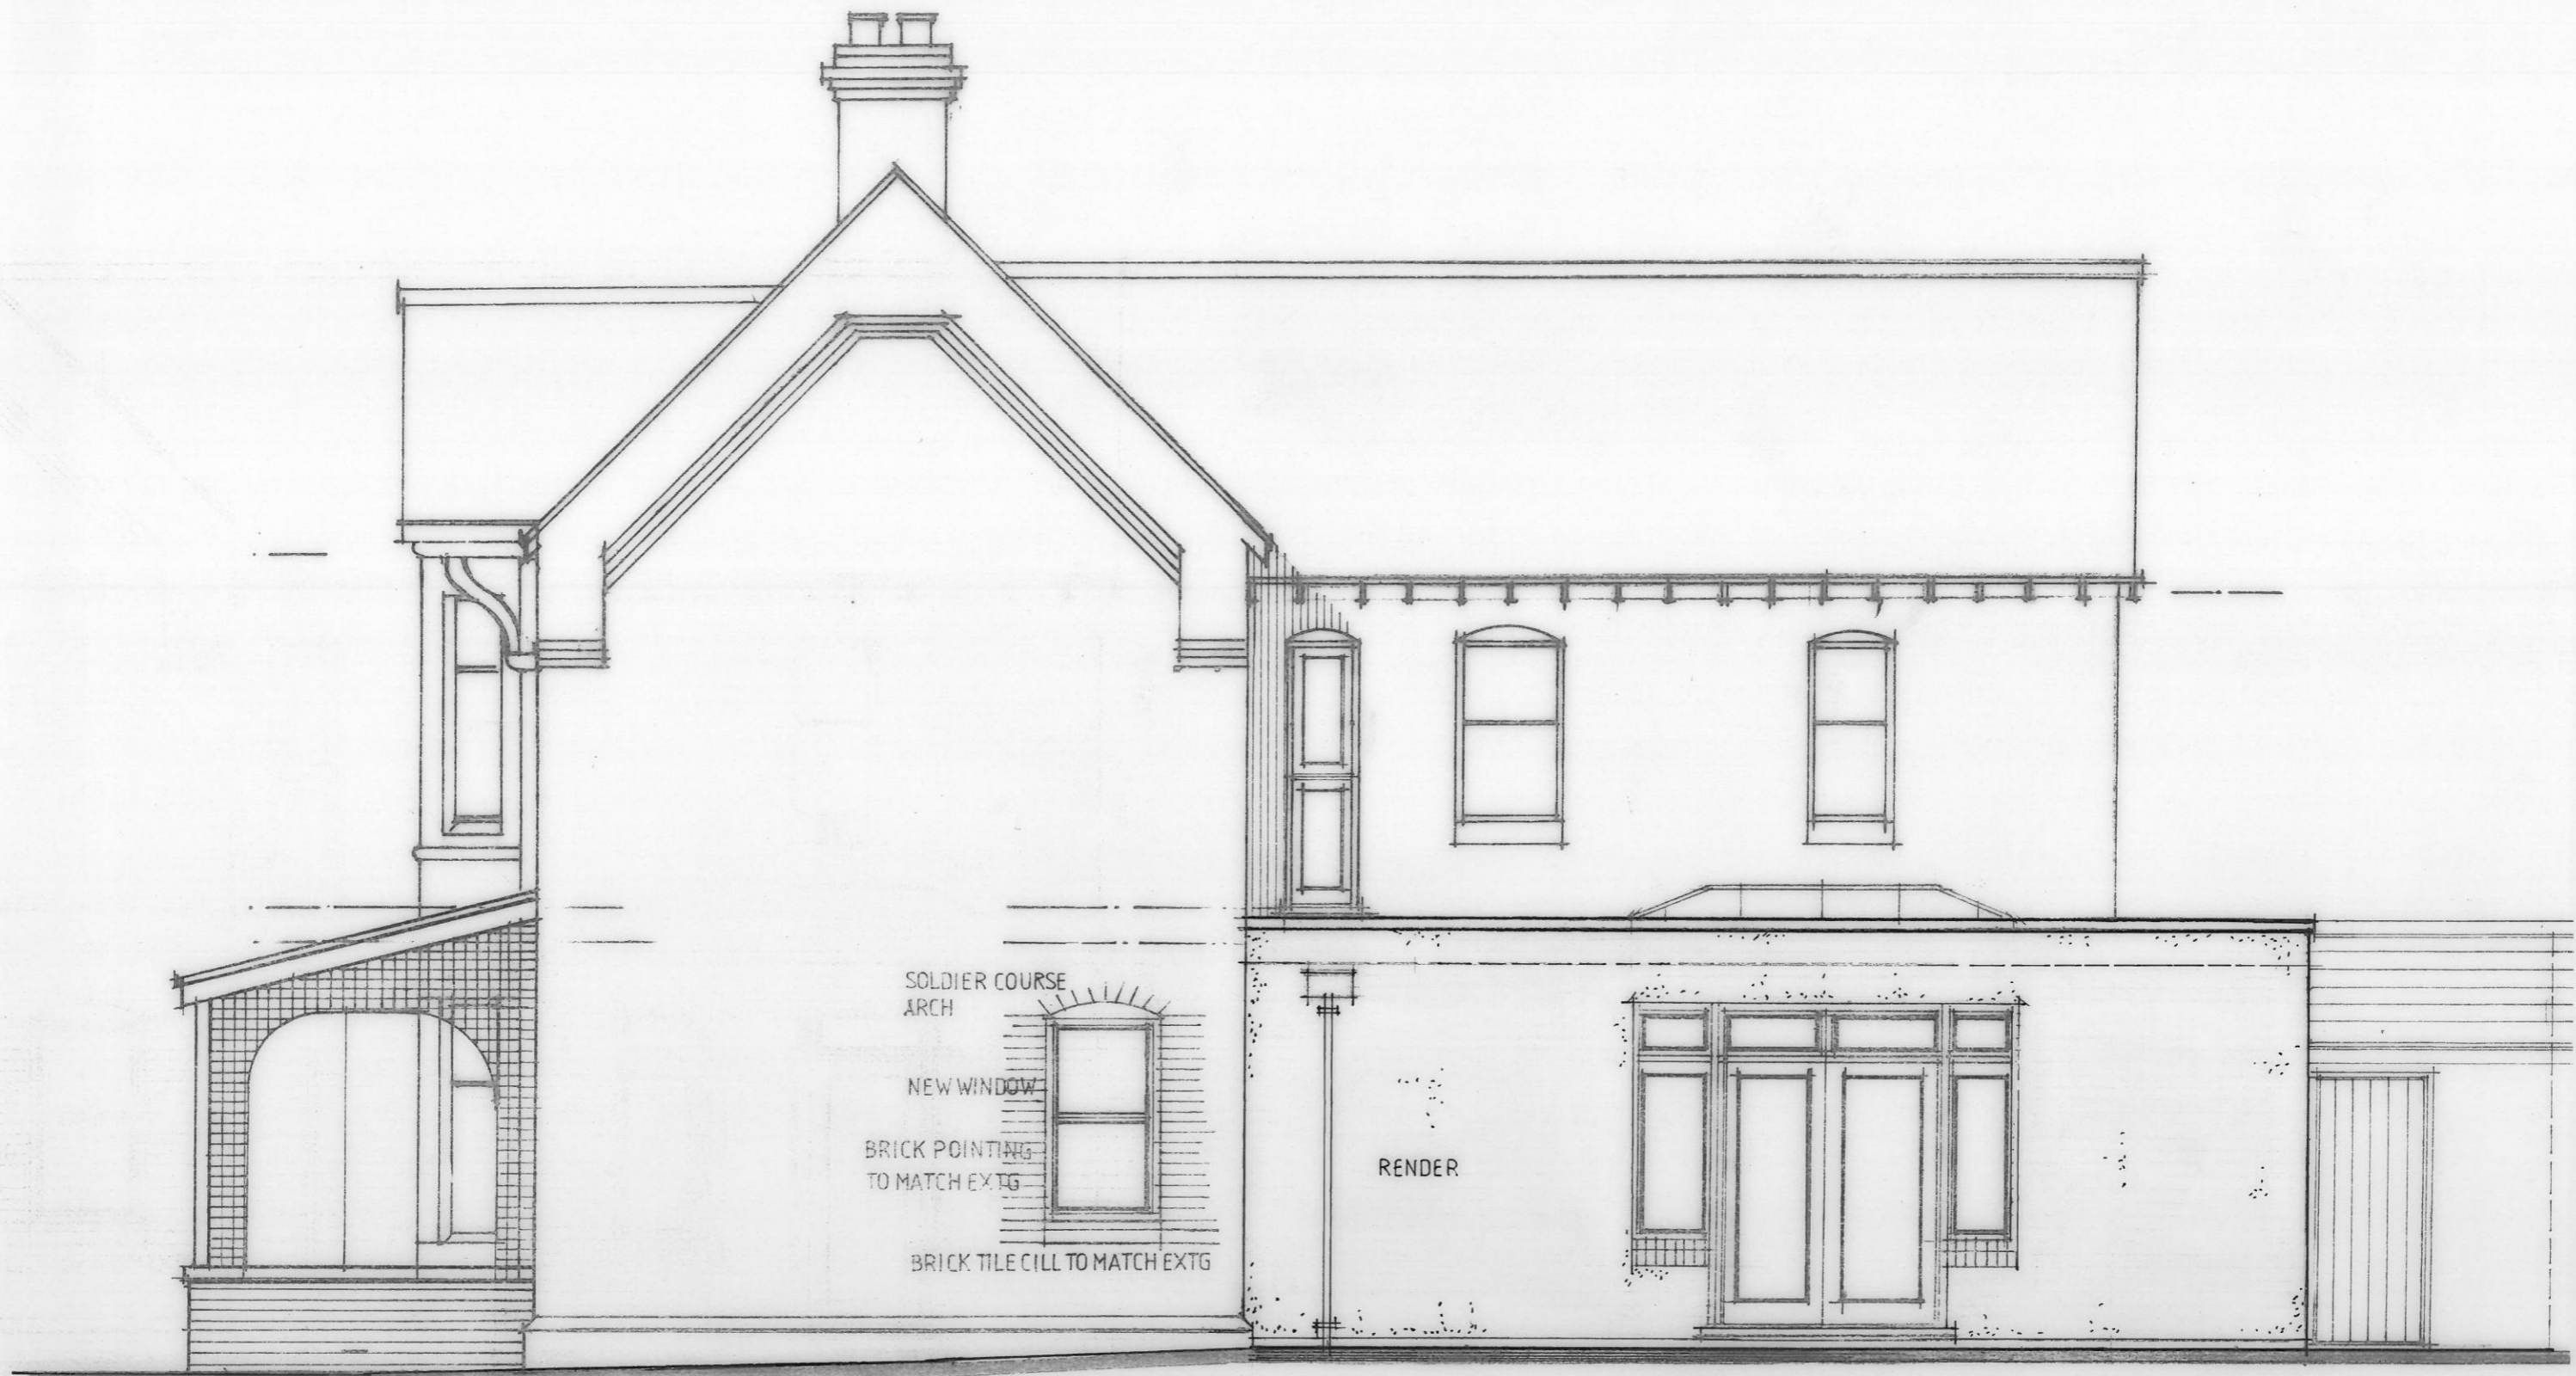 SOLDIER COURSE
ARCH
NEW WINDOW
BRICK POINTING
TO MATCH EXTG
BRICK TILE CILL TO MATCH EXTG
RENDER